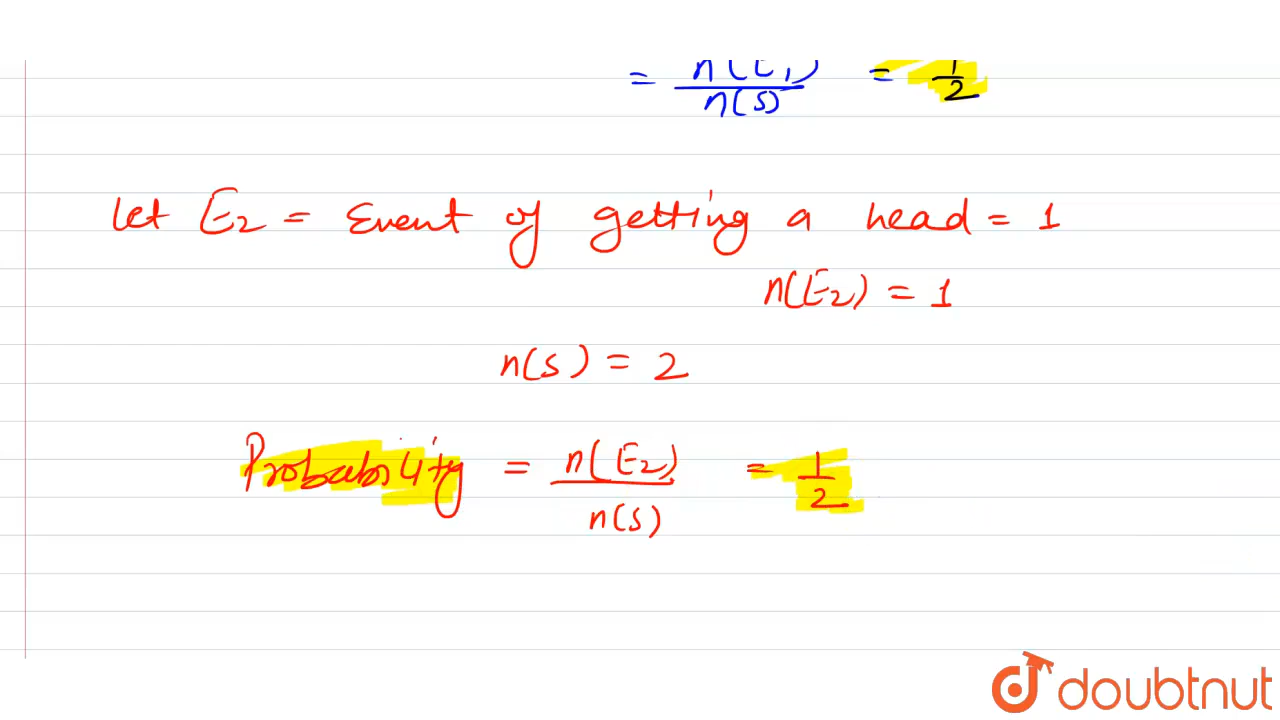 = n(E1) / n(S) = 1/2
let E2 = Event of getting a head = 1
n(E2) = 1
n(S) = 2
Probability = n(E2) / n(S) = 1/2
doubtnut